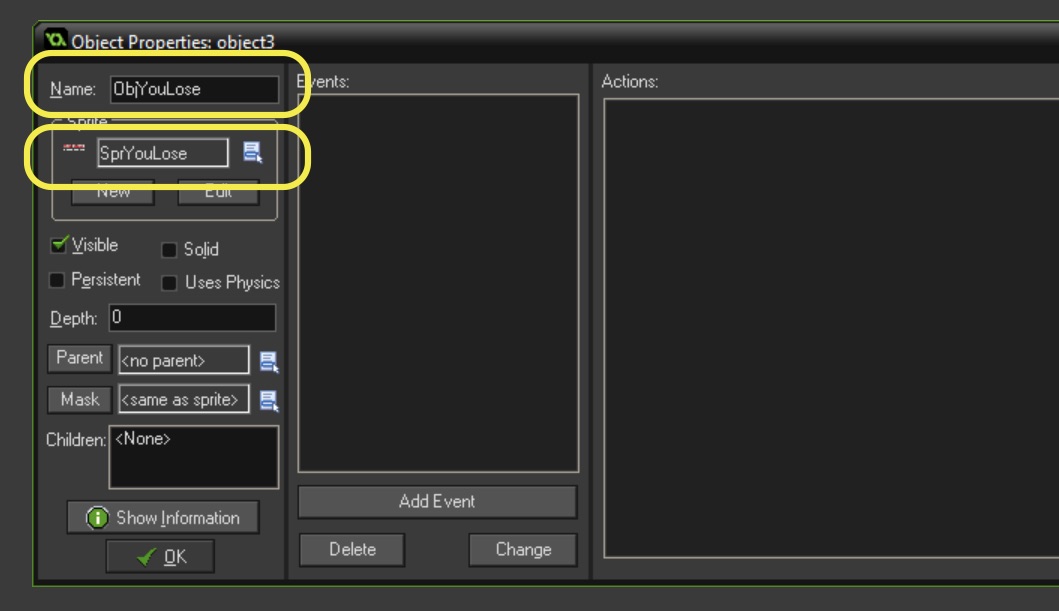 Object Properties: object3
Name: ObjYouLose
Events:
Actions:
Sprite
SprYouLose
New Edit
Visible Solid
Persistent Uses Physics
Depth: 0
Parent <no parent>
Mask <same as sprite>
Children: <None>
Add Event
Show Information
Delete Change
OK